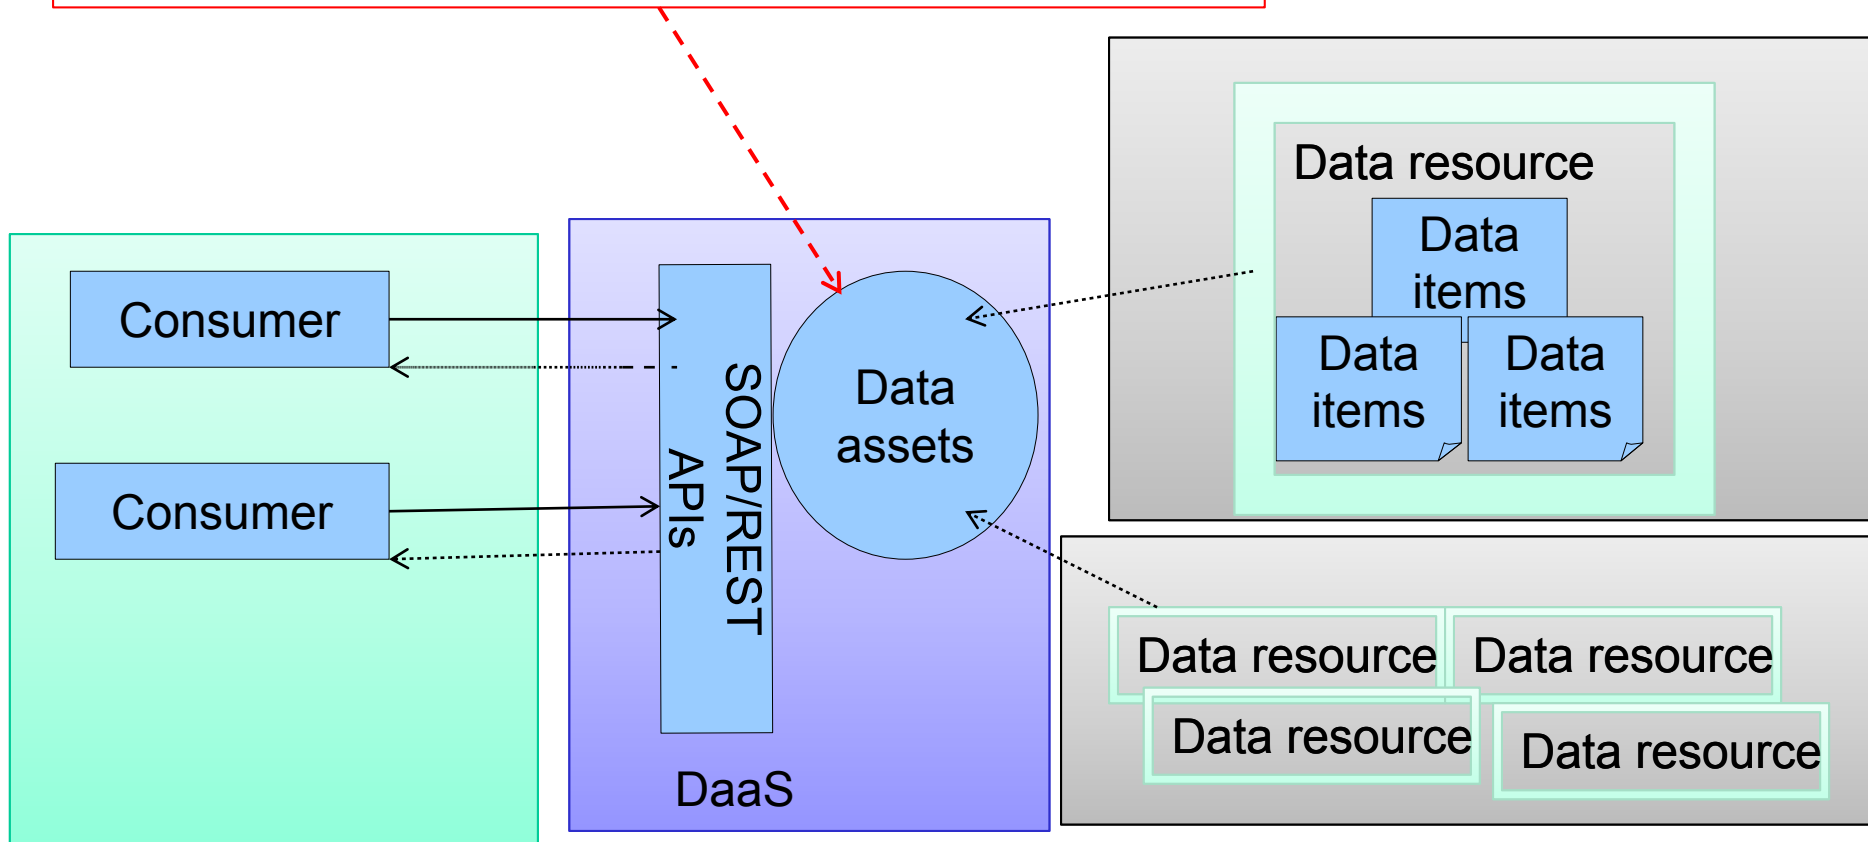 Consumer
Consumer
SOAP/REST
APIs
Data
assets
DaaS
Data resource
Data
items
Data
items
Data
items
Data resource
Data resource
Data resource
Data resource